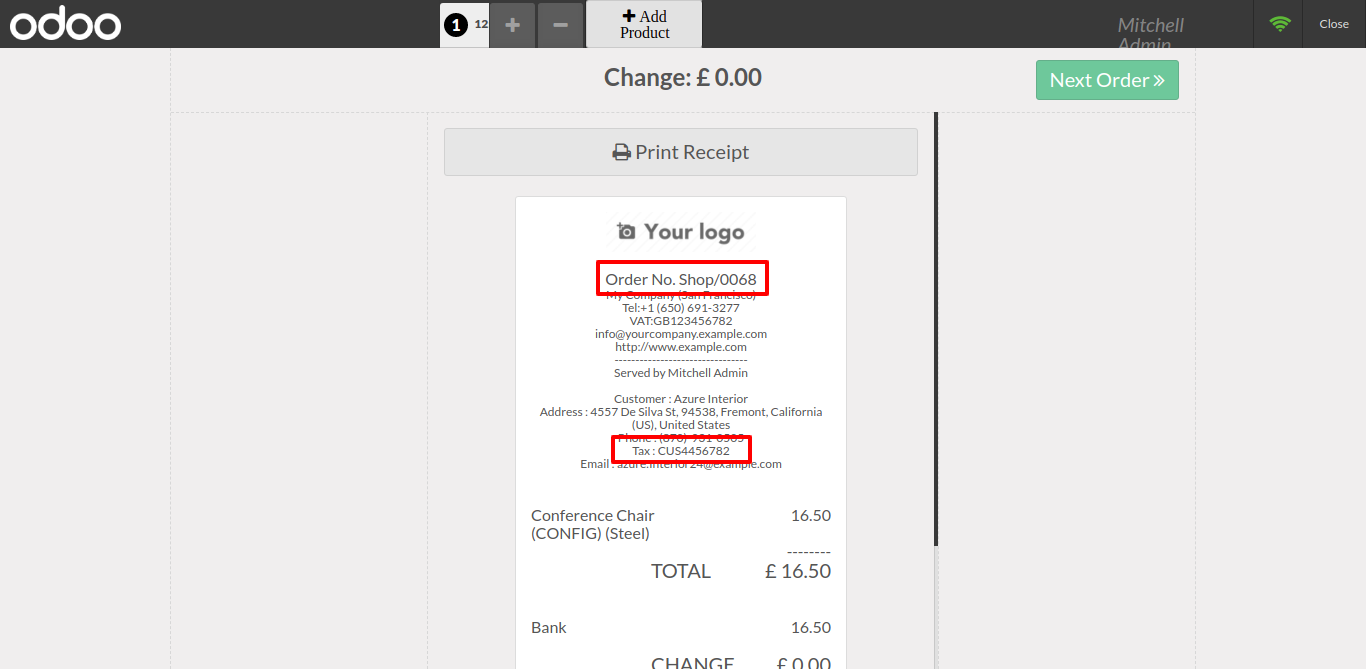 odoo
1 12
Add Product
Mitchell Admin
Close
Change: £ 0.00
Next Order
Print Receipt
Your logo
Order No. Shop/0068
My Company (San Francisco)
Tel:+1 (650) 691-3277
VAT:GB123456782
info@yourcompany.example.com
http://www.example.com
--------------------------------
Served by Mitchell Admin
Customer : Azure Interior
Address : 4557 De Silva St, 94538, Fremont, California
(US), United States
Phone : (870)-931-0505
Tax : CUS4456782
Email : azure.Interior24@example.com
Conference Chair 16.50
(CONFIG) (Steel)
--------
TOTAL £ 16.50
Bank 16.50
CHANGE £ 0.00